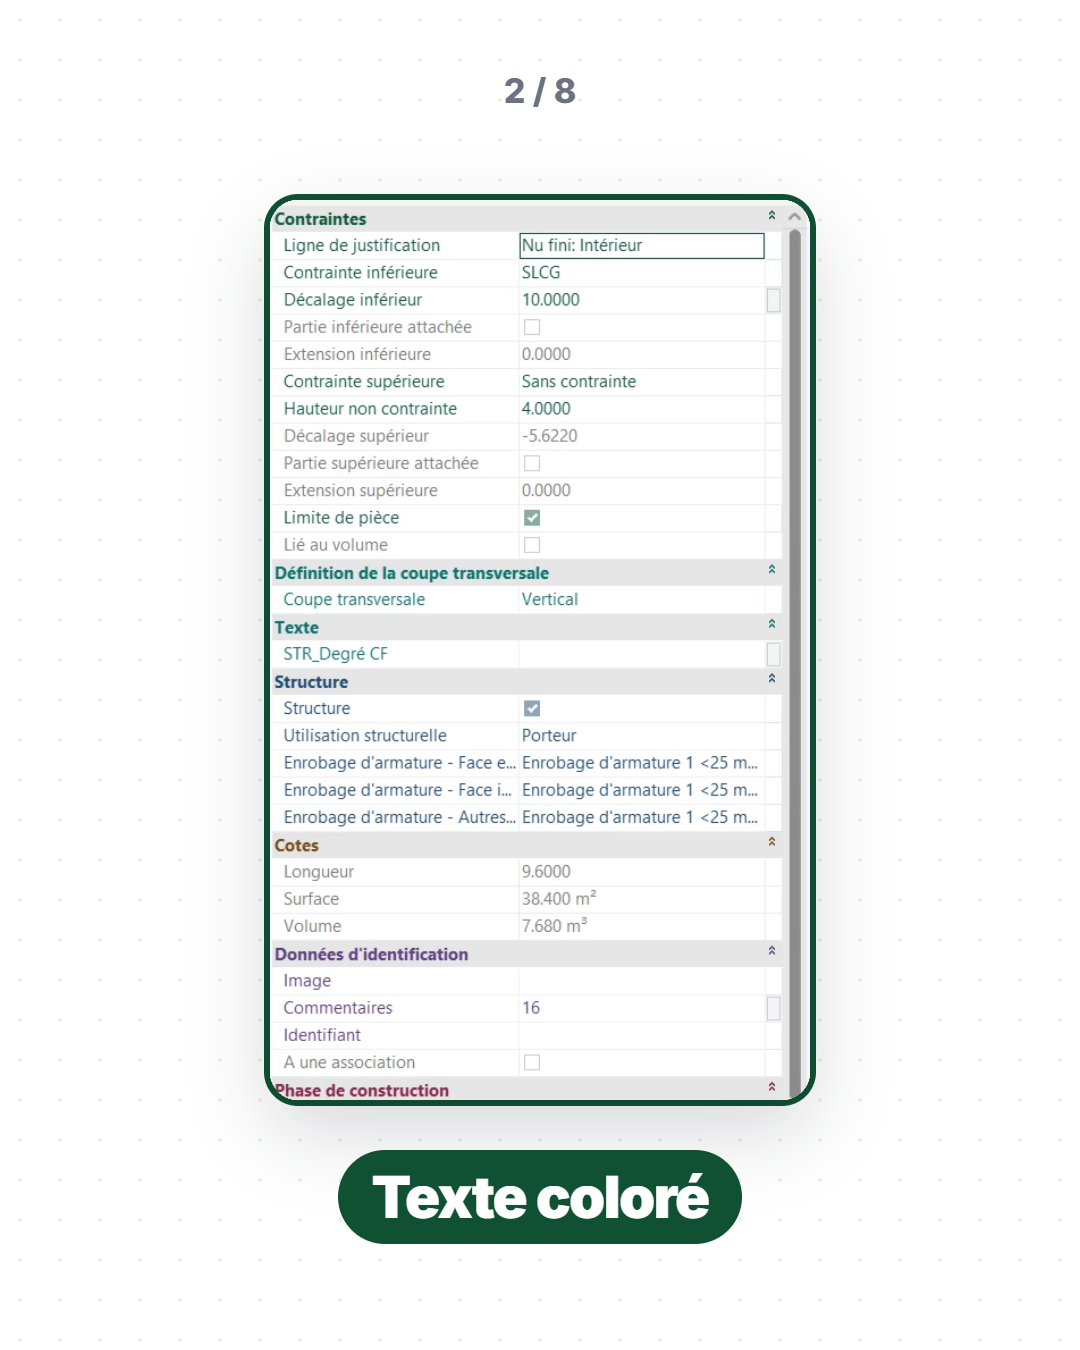 2 / 8
Contraintes
Ligne de justification Nu fini: Intérieur
Contrainte inférieure SLCG
Décalage inférieur 10.0000
Partie inférieure attachée
Extension inférieure 0.0000
Contrainte supérieure Sans contrainte
Hauteur non contrainte 4.0000
Décalage supérieur -5.6220
Partie supérieure attachée
Extension supérieure 0.0000
Limite de pièce
Lié au volume
Définition de la coupe transversale
Coupe transversale Vertical
Texte
STR_Degré CF
Structure
Structure
Utilisation structurelle Porteur
Enrobage d'armature - Face e... Enrobage d'armature 1 <25 m...
Enrobage d'armature - Face i... Enrobage d'armature 1 <25 m...
Enrobage d'armature - Autres... Enrobage d'armature 1 <25 m...
Cotes
Longueur 9.6000
Surface 38.400 m²
Volume 7.680 m³
Données d'identification
Image
Commentaires 16
Identifiant
A une association
Phase de construction
Texte coloré